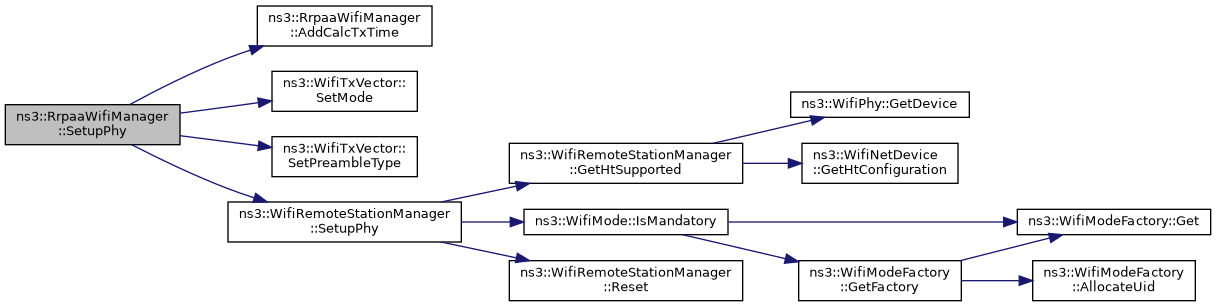 ns3::RrpaaWifiManager
::SetupPhy
ns3::RrpaaWifiManager
::AddCalcTxTime
ns3::WifiTxVector::
SetMode
ns3::WifiTxVector::
SetPreambleType
ns3::WifiRemoteStationManager
::SetupPhy
ns3::WifiRemoteStationManager
::GetHtSupported
ns3::WifiPhy::GetDevice
ns3::WifiNetDevice
::GetHtConfiguration
ns3::WifiMode::IsMandatory
ns3::WifiModeFactory::Get
ns3::WifiModeFactory
::GetFactory
ns3::WifiModeFactory
::AllocateUid
ns3::WifiRemoteStationManager
::Reset